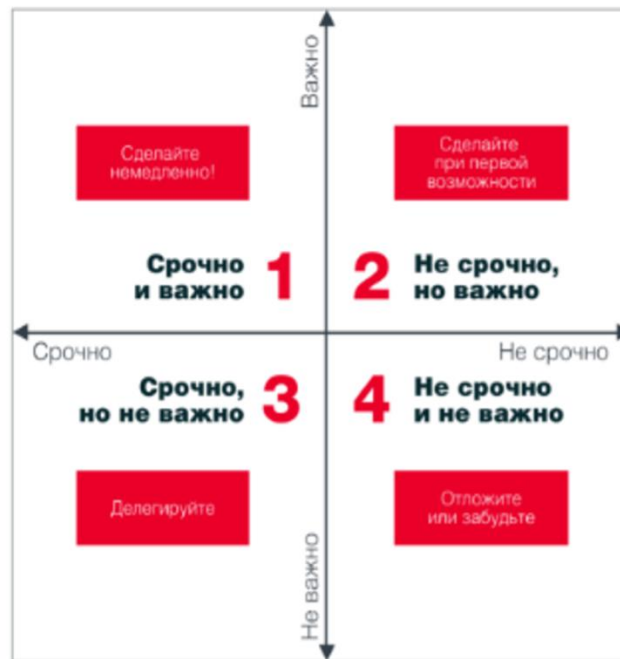 Важно
Сделайте
немедленно!
Сделайте
при первой
возможности
Срочно
и важно
1
2
Не срочно,
но важно
Срочно
Не срочно
Срочно,
но не важно
3
4
Не срочно
и не важно
Делегируйте
Отложите
или забудьте
Не важно